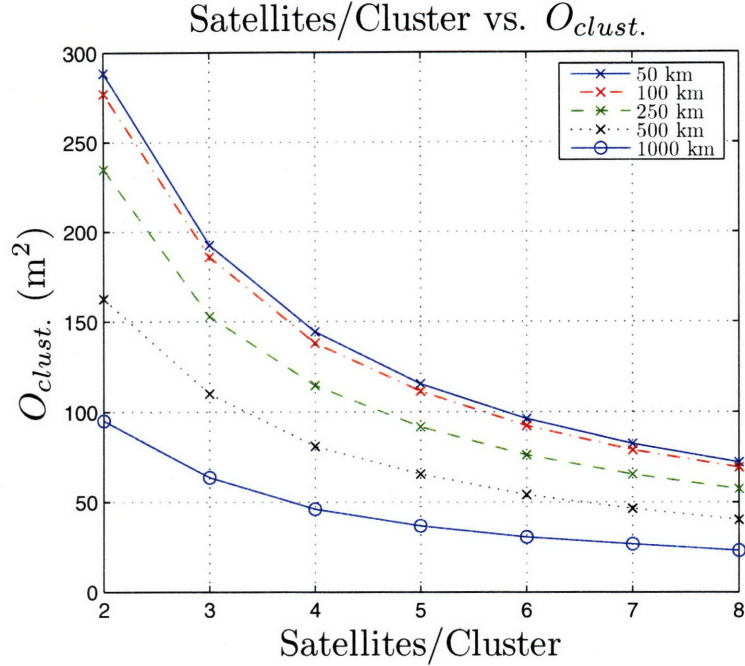 Satellites/Cluster vs. O_clust.
300
250
200
150
100
50
0
O_clust. (m²)
50 km
100 km
250 km
500 km
1000 km
2 3 4 5 6 7 8
Satellites/Cluster